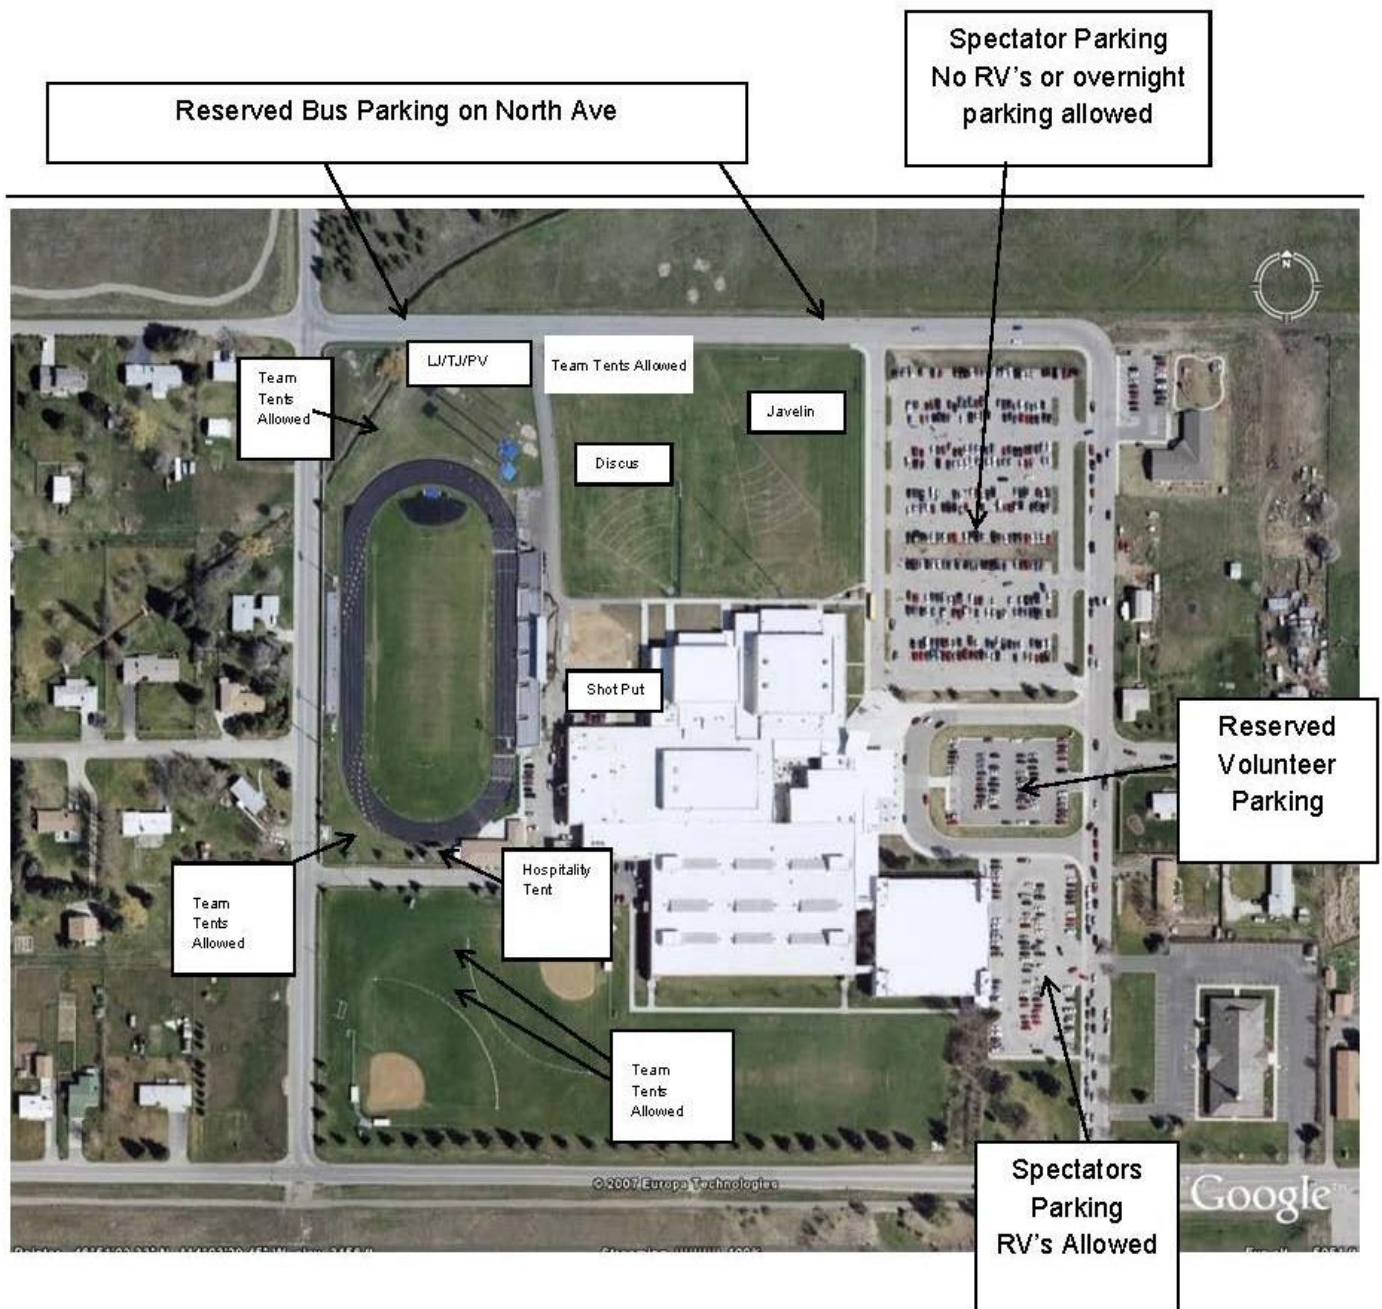 Spectator Parking
No RV's or overnight
parking allowed
Reserved Bus Parking on North Ave
N
LJ/TJ/PV
Team Tents Allowed
Team
Tents
Allowed
Javelin
Discus
Shot Put
Reserved
Volunteer
Parking
Hospitality
Tent
Team
Tents
Allowed
Team
Tents
Allowed
© 2007 Europa Technologies
Google™
Spectators
Parking
RV's Allowed